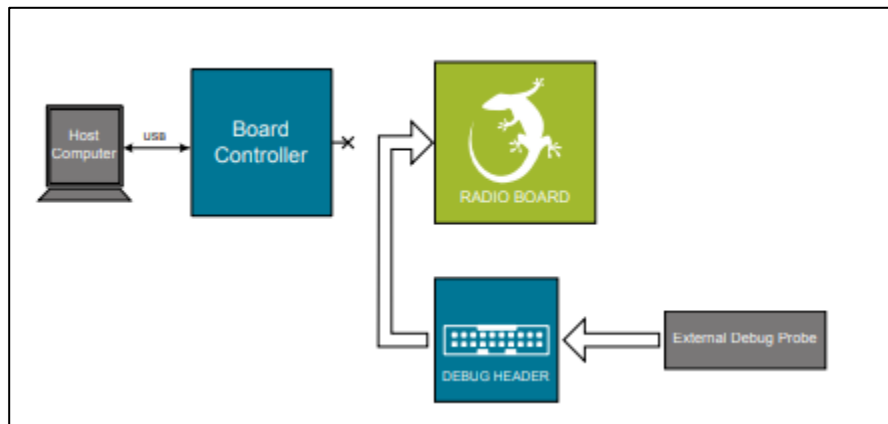 Host
Computer
USB
Board
Controller
RADIO BOARD
DEBUG HEADER
External Debug Probe